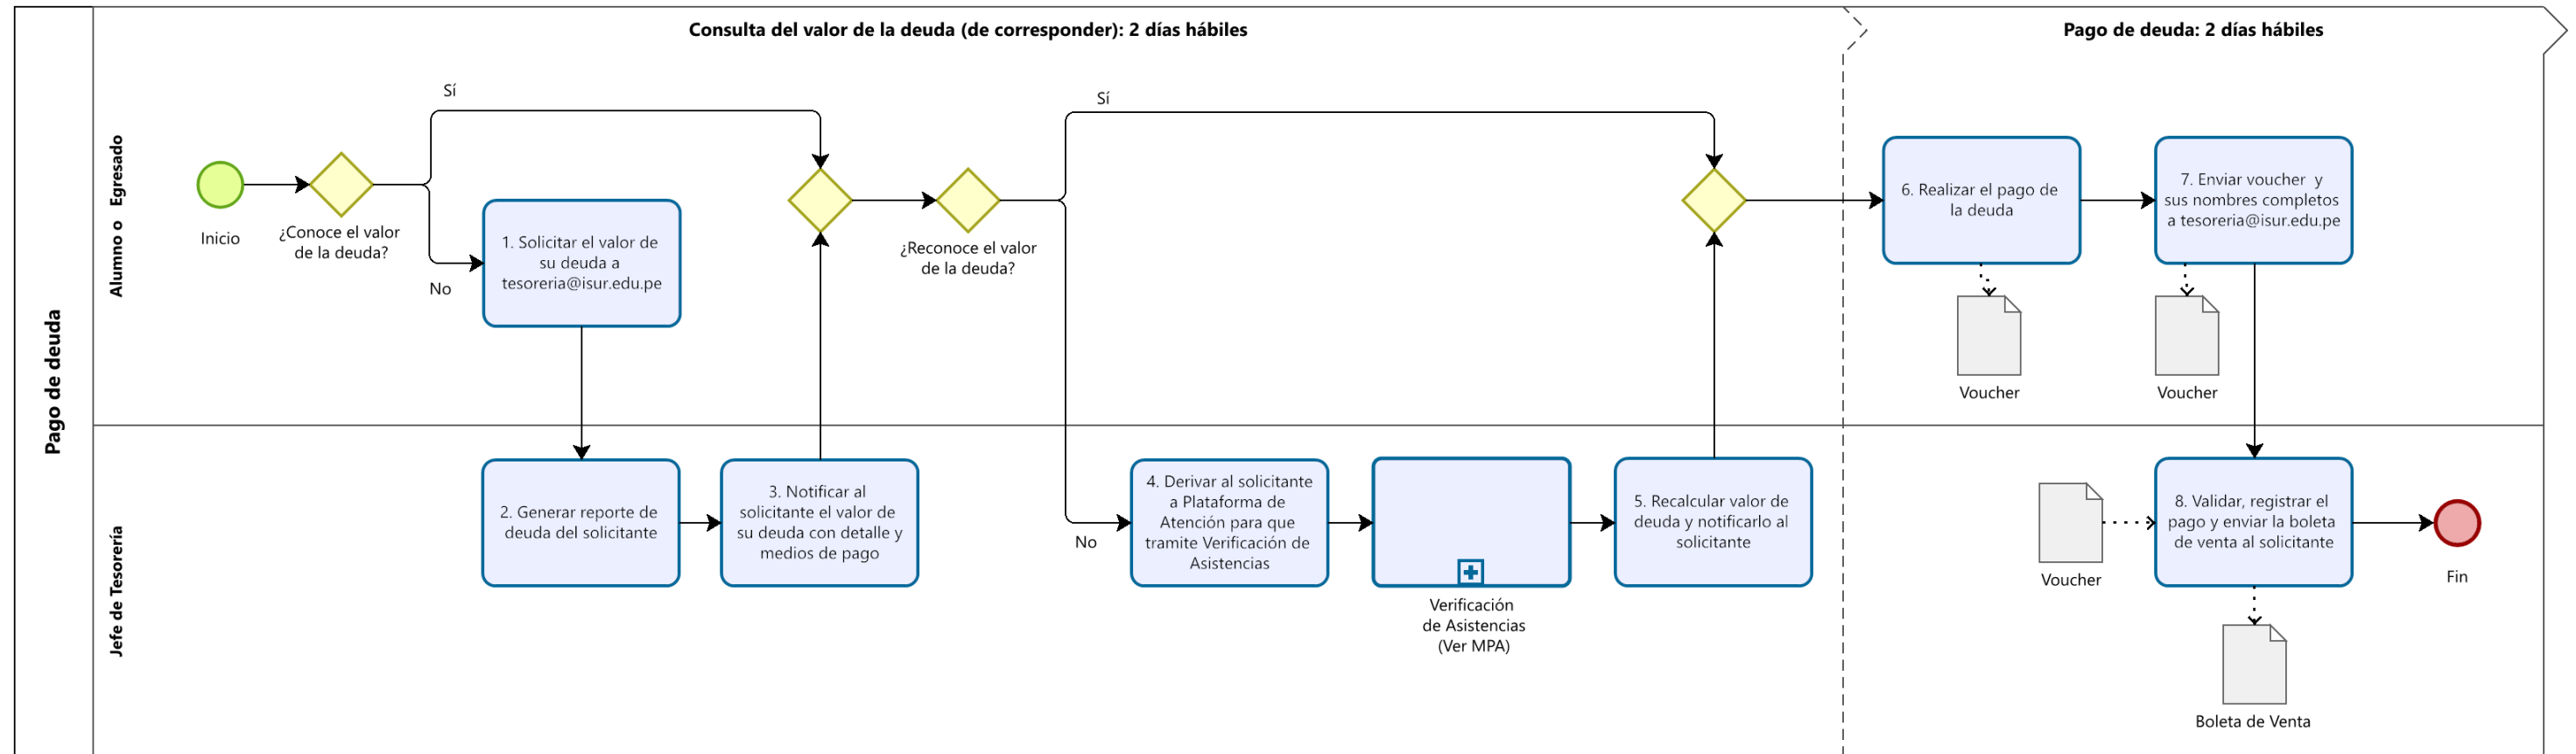 Consulta del valor de la deuda (de corresponder): 2 días hábiles
Pago de deuda: 2 días hábiles
Pago de deuda
Alumno o Egresado
Inicio
¿Conoce el valor
de la deuda?
Sí
No
1. Solicitar el valor de
su deuda a
tesoreria@isur.edu.pe
¿Reconoce el valor
de la deuda?
Sí
No
6. Realizar el pago de
la deuda
Voucher
7. Enviar voucher y
sus nombres completos
a tesoreria@isur.edu.pe
Voucher
Jefe de Tesorería
2. Generar reporte de
deuda del solicitante
3. Notificar al
solicitante el valor de
su deuda con detalle y
medios de pago
4. Derivar al solicitante
a Plataforma de
Atención para que
tramite Verificación de
Asistencias
Verificación
de Asistencias
(Ver MPA)
5. Recalcular valor de
deuda y notificarlo al
solicitante
Voucher
8. Validar, registrar el
pago y enviar la boleta
de venta al solicitante
Boleta de Venta
Fin